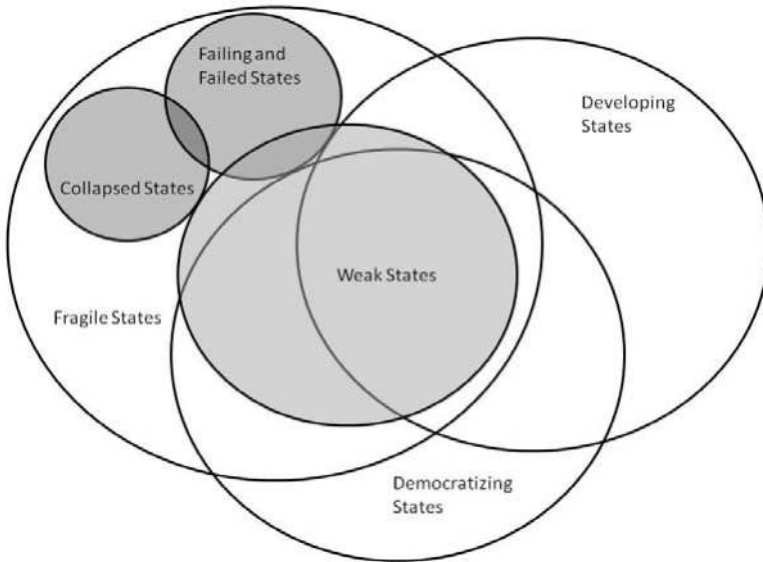 Failing and
Failed States
Developing
States
Collapsed States
Weak States
Fragile States
Democratizing
States